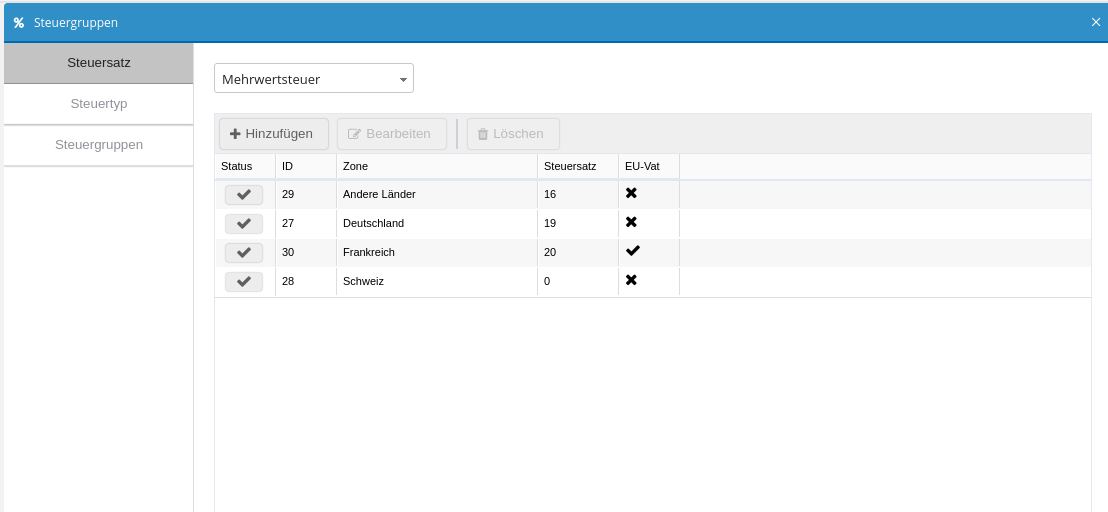 Steuergruppen
Steuersatz
Steuertyp
Steuergruppen
Mehrwertsteuer
Hinzufügen Bearbeiten Löschen
Status ID Zone Steuersatz EU-Vat
29 Andere Länder 16
27 Deutschland 19
30 Frankreich 20
28 Schweiz 0